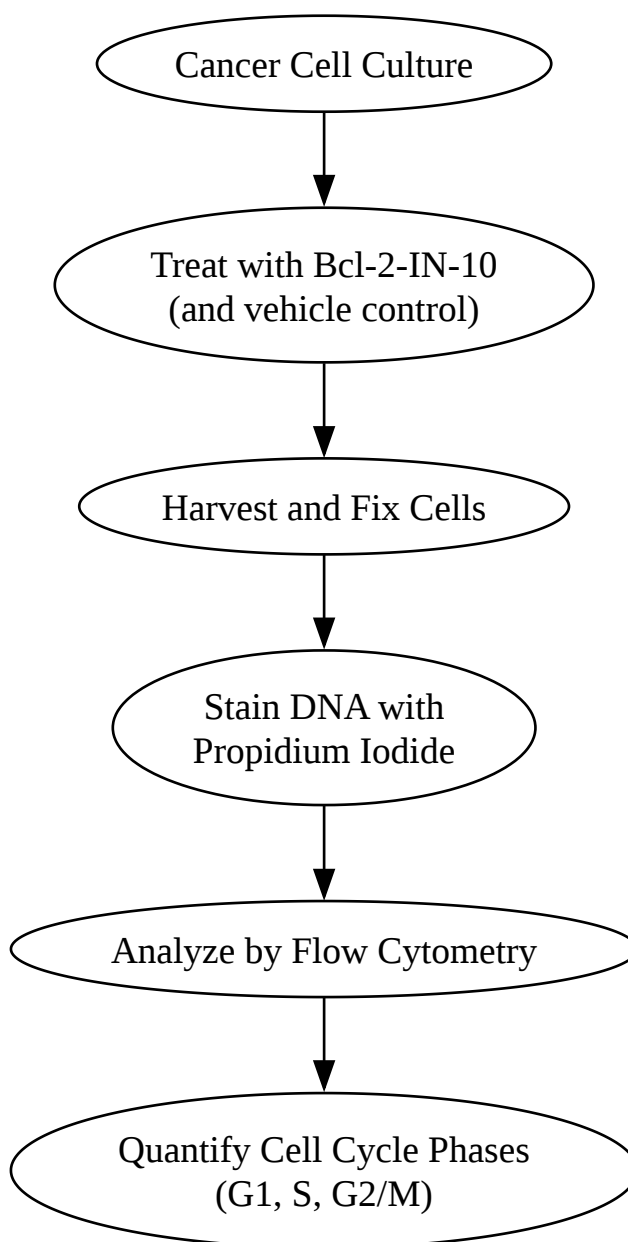 Cancer Cell Culture
Treat with Bcl-2-IN-10
(and vehicle control)
Harvest and Fix Cells
Stain DNA with
Propidium Iodide
Analyze by Flow Cytometry
Quantify Cell Cycle Phases
(G1, S, G2/M)